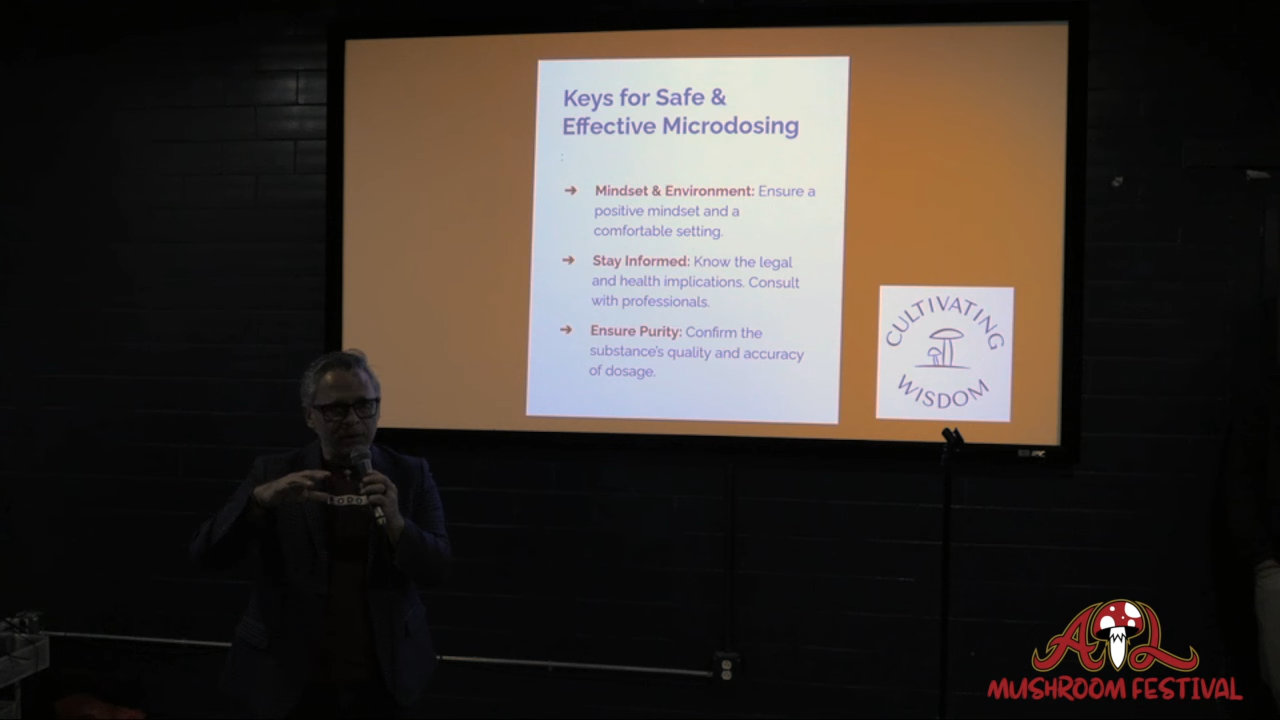 Keys for Safe &
Effective Microdosing
:
➔ Mindset & Environment: Ensure a
positive mindset and a
comfortable setting.
➔ Stay Informed: Know the legal
and health implications. Consult
with professionals.
➔ Ensure Purity: Confirm the
substance's quality and accuracy
of dosage.
CULTIVATING
WISDOM
ATL
MUSHROOM FESTIVAL